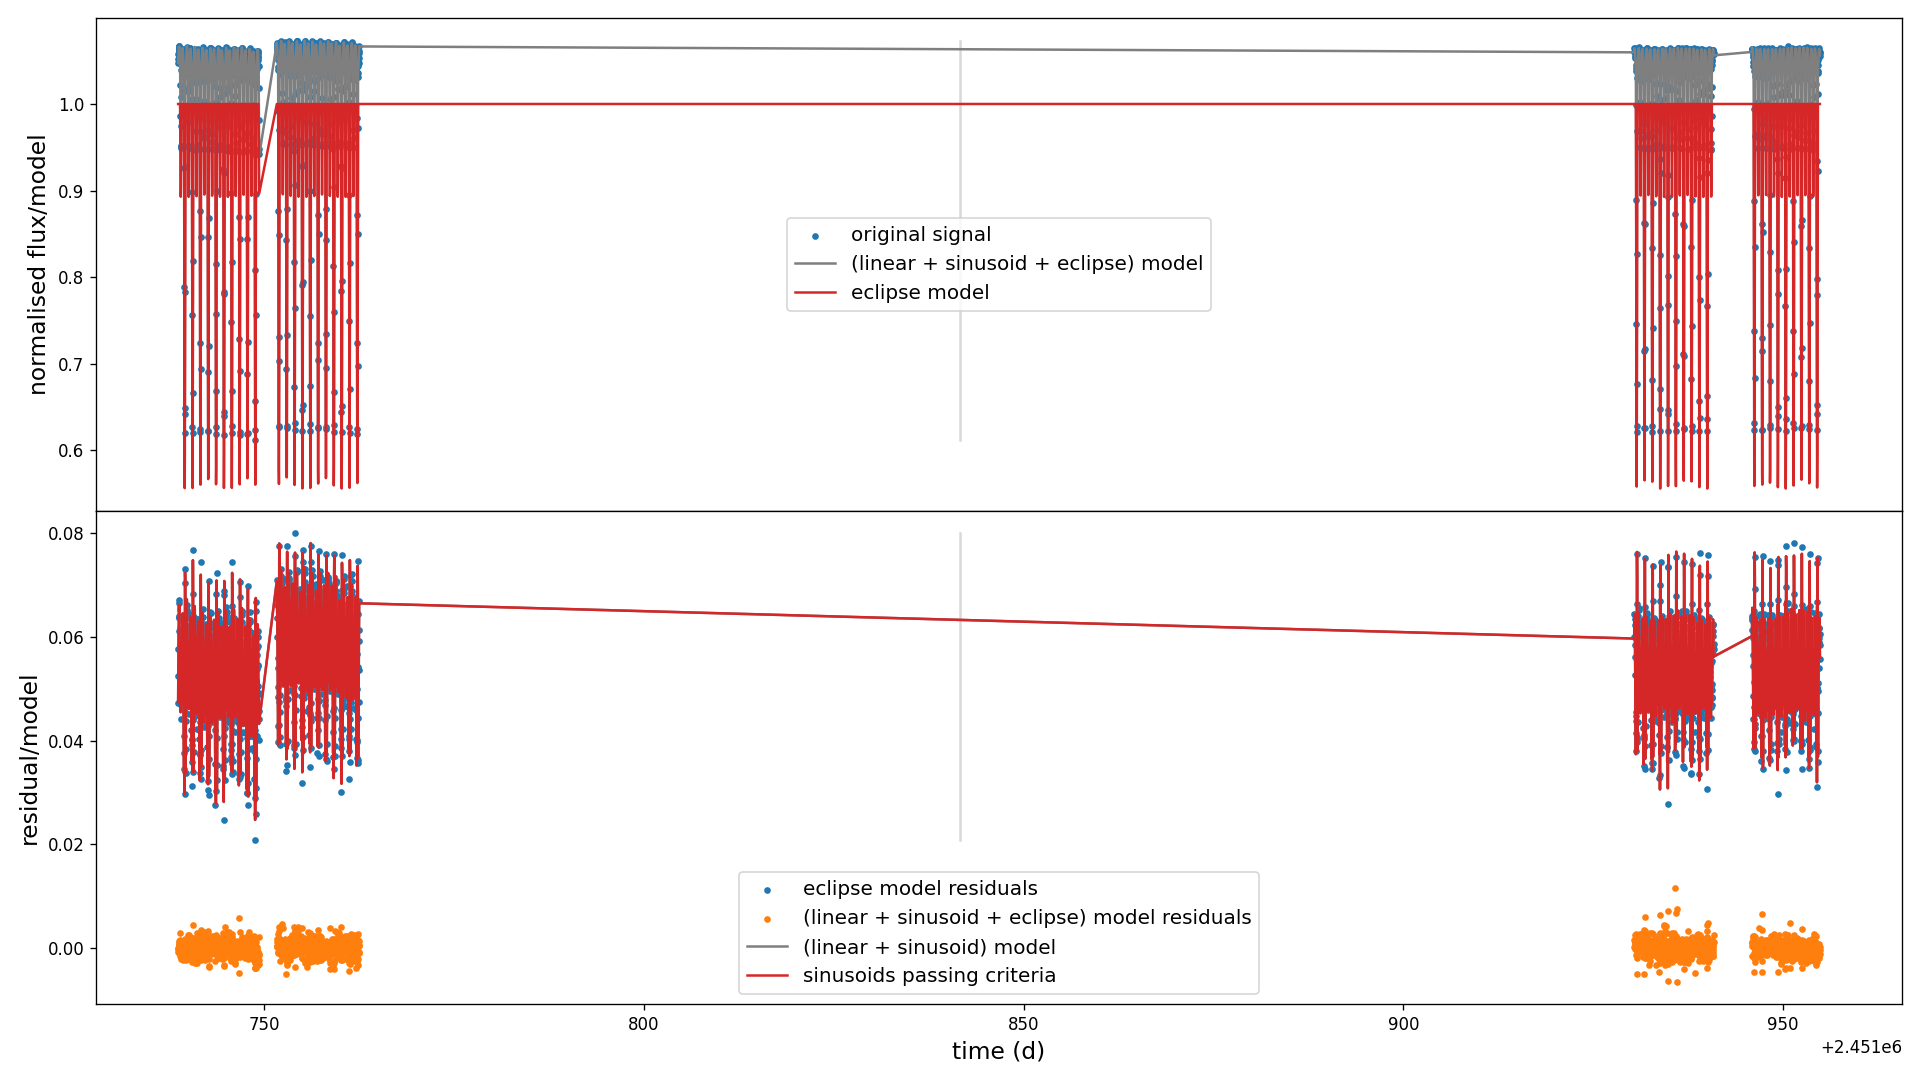 normalised flux/model
1.0
0.9
0.8
0.7
0.6
original signal
(linear + sinusoid + eclipse) model
eclipse model
residual/model
0.08
0.06
0.04
0.02
0.00
eclipse model residuals
(linear + sinusoid + eclipse) model residuals
(linear + sinusoid) model
sinusoids passing criteria
750 800 850 900 950
+2.451e6
time (d)